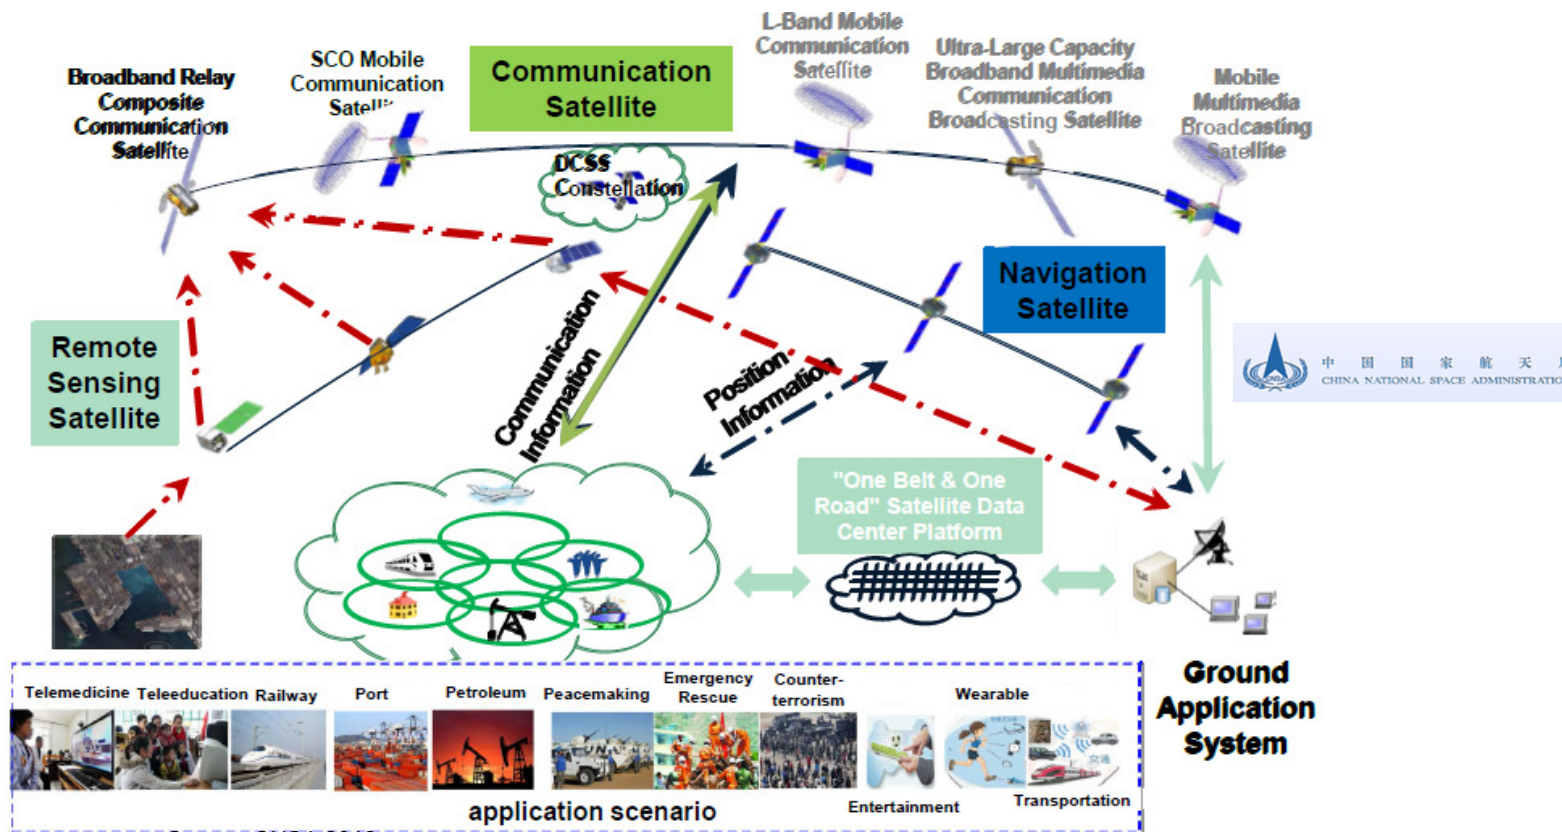 Broadband Relay
Composite
Communication
Satellite
SCO Mobile
Communication
Satellite
Communication
Satellite
L-Band Mobile
Communication
Satellite
Ultra-Large Capacity
Broadband Multimedia
Communication
Broadcasting Satellite
Mobile
Multimedia
Broadcasting
Satellite
DCSS
Constellation
Navigation
Satellite
Remote
Sensing
Satellite
Communication
Information
Position
Information
中国国家航天
CHINA NATIONAL SPACE ADMINISTRATIO
"One Belt & One
Road" Satellite Data
Center Platform
Ground
Application
System
Telemedicine
Teleeducation
Railway
Port
Petroleum
Peacemaking
Emergency
Rescue
Counter-
terrorism
Wearable
交通
Entertainment
Transportation
application scenario